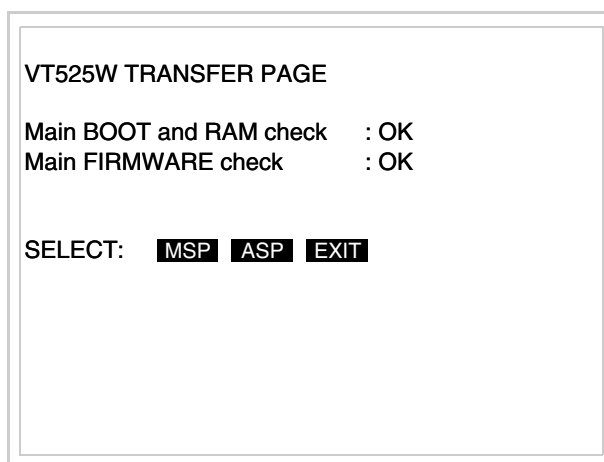 VT525W TRANSFER PAGE
Main BOOT and RAM check : OK
Main FIRMWARE check : OK
SELECT: MSP ASP EXIT